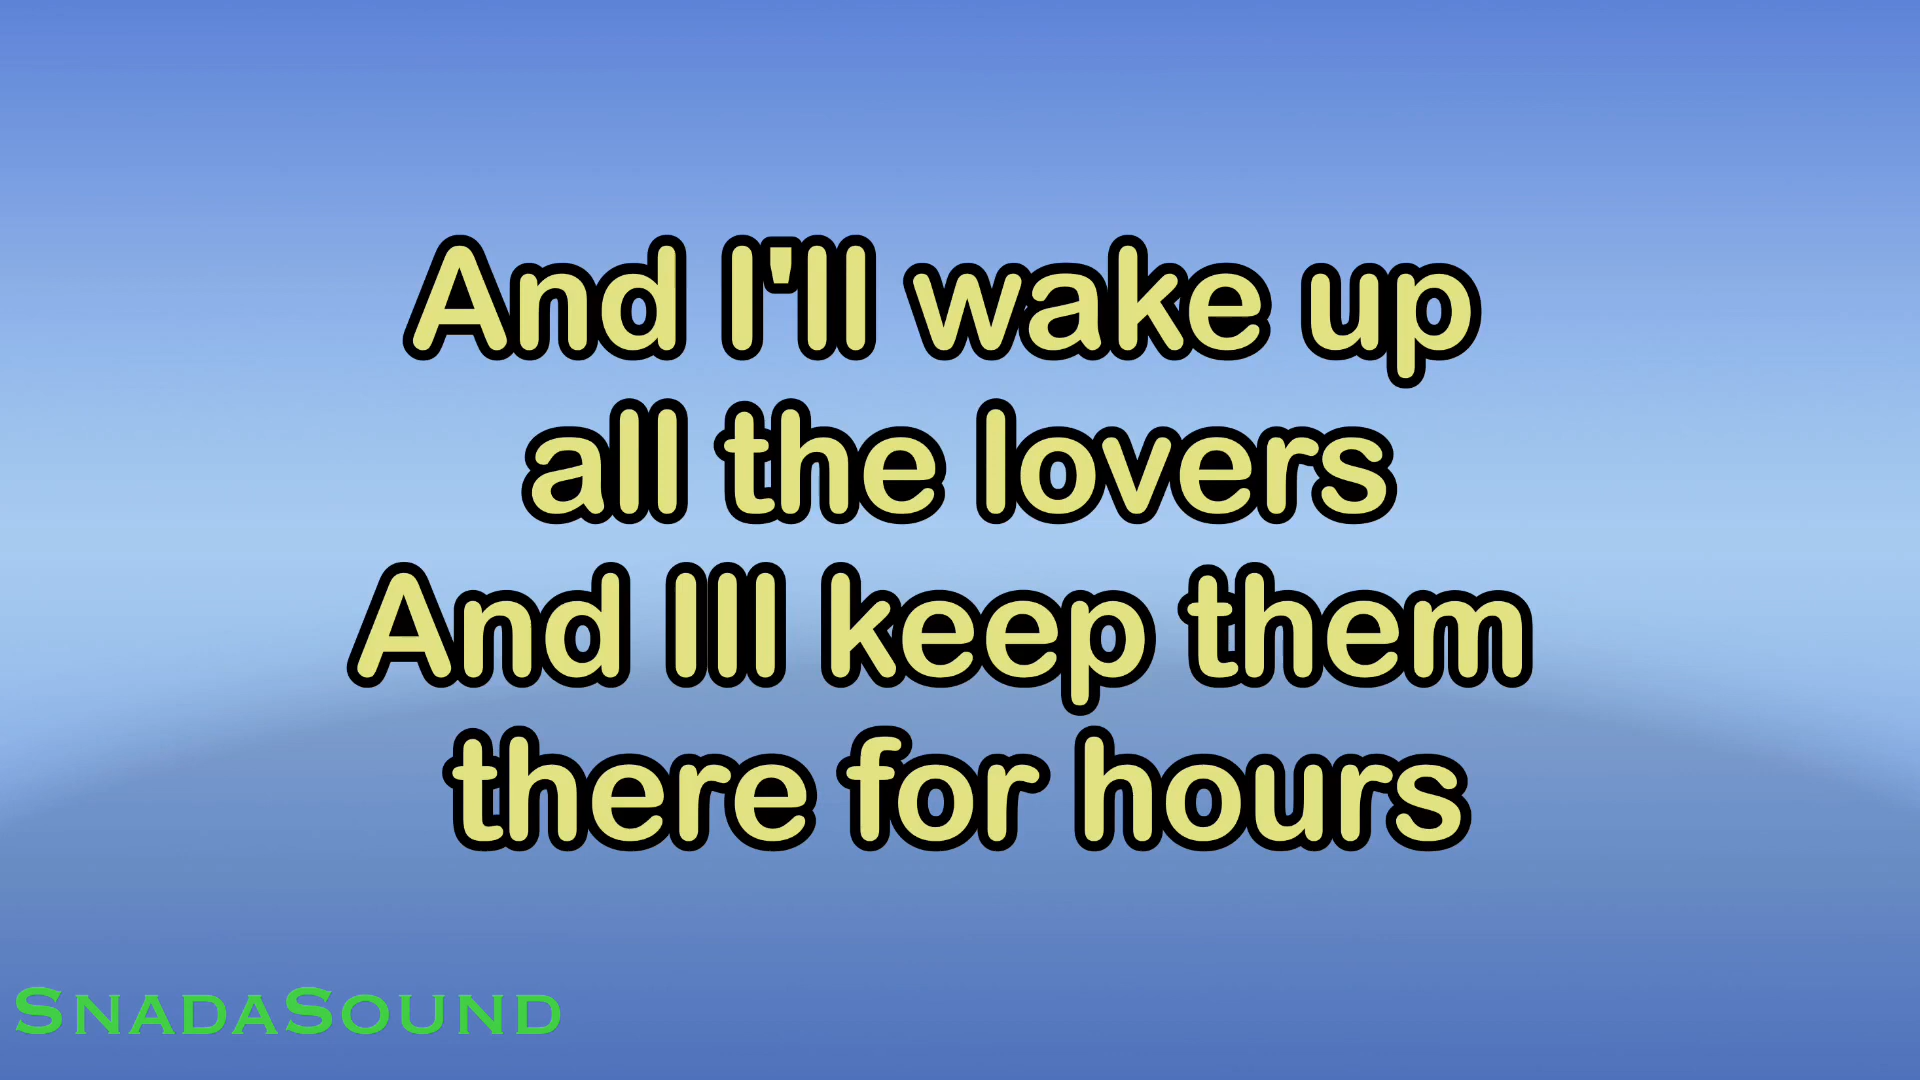 And I'll wake up
all the lovers
And Ill keep them
there for hours
SNADASOUND